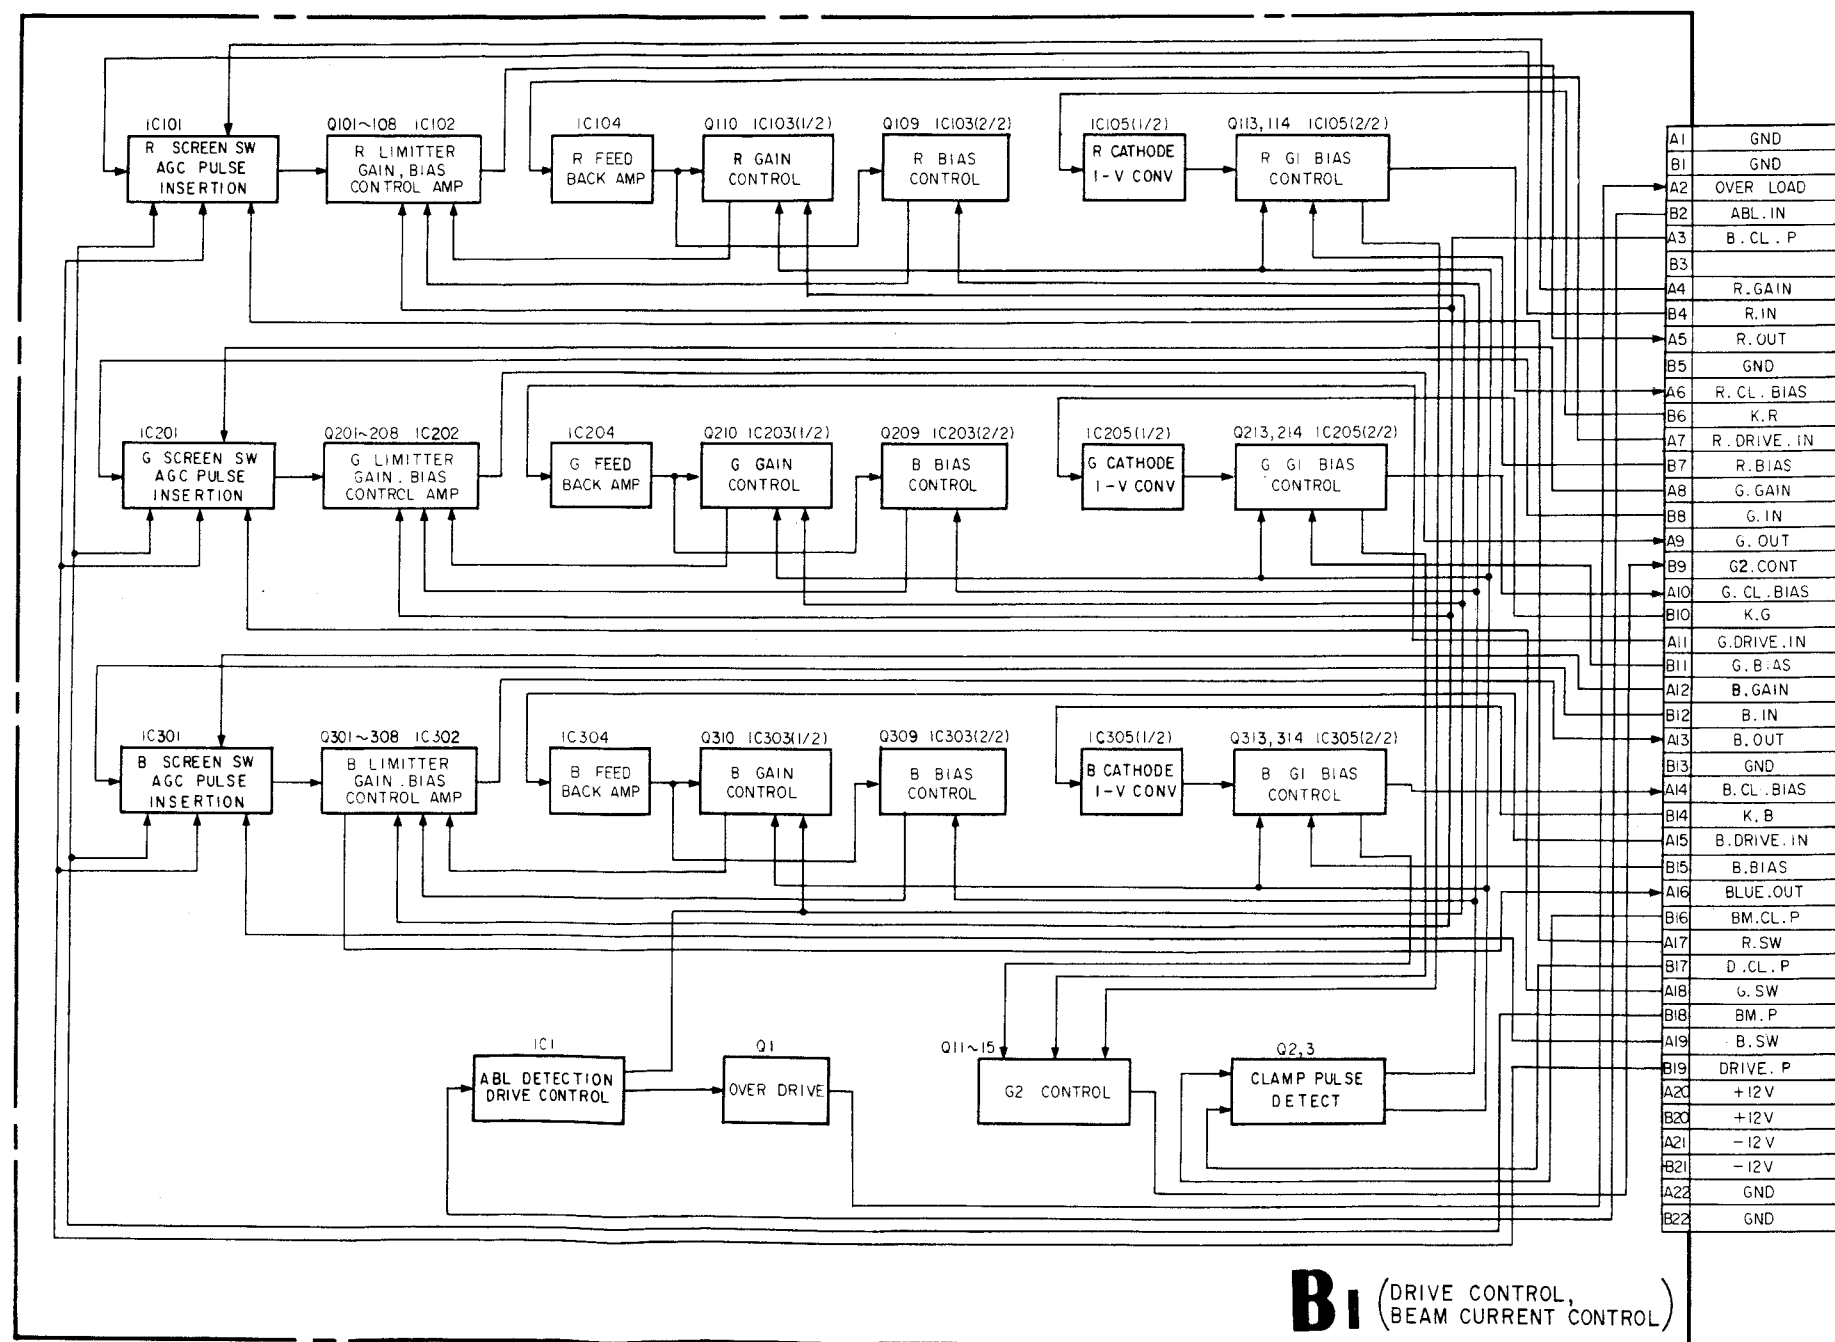 IC101
R SCREEN SW
AGC PULSE
INSERTION
Q101~108 IC102
R LIMITTER
GAIN, BIAS
CONTROL AMP
IC104
R FEED
BACK AMP
Q110 IC103(1/2)
R GAIN
CONTROL
Q109 IC103(2/2)
R BIAS
CONTROL
IC105(1/2)
R CATHODE
I-V CONV
Q113,114 IC105(2/2)
R G1 BIAS
CONTROL
IC201
G SCREEN SW
AGC PULSE
INSERTION
Q201~208 IC202
G LIMITTER
GAIN.BIAS
CONTROL AMP
IC204
G FEED
BACK AMP
Q210 IC203(1/2)
G GAIN
CONTROL
Q209 IC203(2/2)
B BIAS
CONTROL
IC205(1/2)
G CATHODE
I-V CONV
Q213,214 IC205(2/2)
G G1 BIAS
CONTROL
IC301
B SCREEN SW
AGC PULSE
INSERTION
Q301~308 IC302
B LIMITTER
GAIN.BIAS
CONTROL AMP
IC304
B FEED
BACK AMP
Q310 IC303(1/2)
B GAIN
CONTROL
Q309 IC303(2/2)
B BIAS
CONTROL
IC305(1/2)
B CATHODE
I-V CONV
Q313,314 IC305(2/2)
B G1 BIAS
CONTROL
IC1
ABL DETECTION
DRIVE CONTROL
Q1
OVER DRIVE
Q11~15
G2 CONTROL
Q2,3
CLAMP PULSE
DETECT
A1 GND
B1 GND
A2 OVER LOAD
B2 ABL.IN
A3 B.CL.P
B3
A4 R.GAIN
B4 R.IN
A5 R.OUT
B5 GND
A6 R.CL.BIAS
B6 K.R
A7 R.DRIVE.IN
B7 R.BIAS
A8 G.GAIN
B8 G.IN
A9 G.OUT
B9 G2.CONT
A10 G.CL.BIAS
B10 K.G
A11 G.DRIVE.IN
B11 G.BIAS
A12 B.GAIN
B12 B.IN
A13 B.OUT
B13 GND
A14 B.CL.BIAS
B14 K.B
A15 B.DRIVE.IN
B15 B.BIAS
A16 BLUE.OUT
B16 BM.CL.P
A17 R.SW
B17 D.CL.P
A18 G.SW
B18 BM.P
A19 B.SW
B19 DRIVE.P
A20 +12V
B20 +12V
A21 -12V
B21 -12V
A22 GND
B22 GND
B1 (DRIVE CONTROL,
BEAM CURRENT CONTROL)